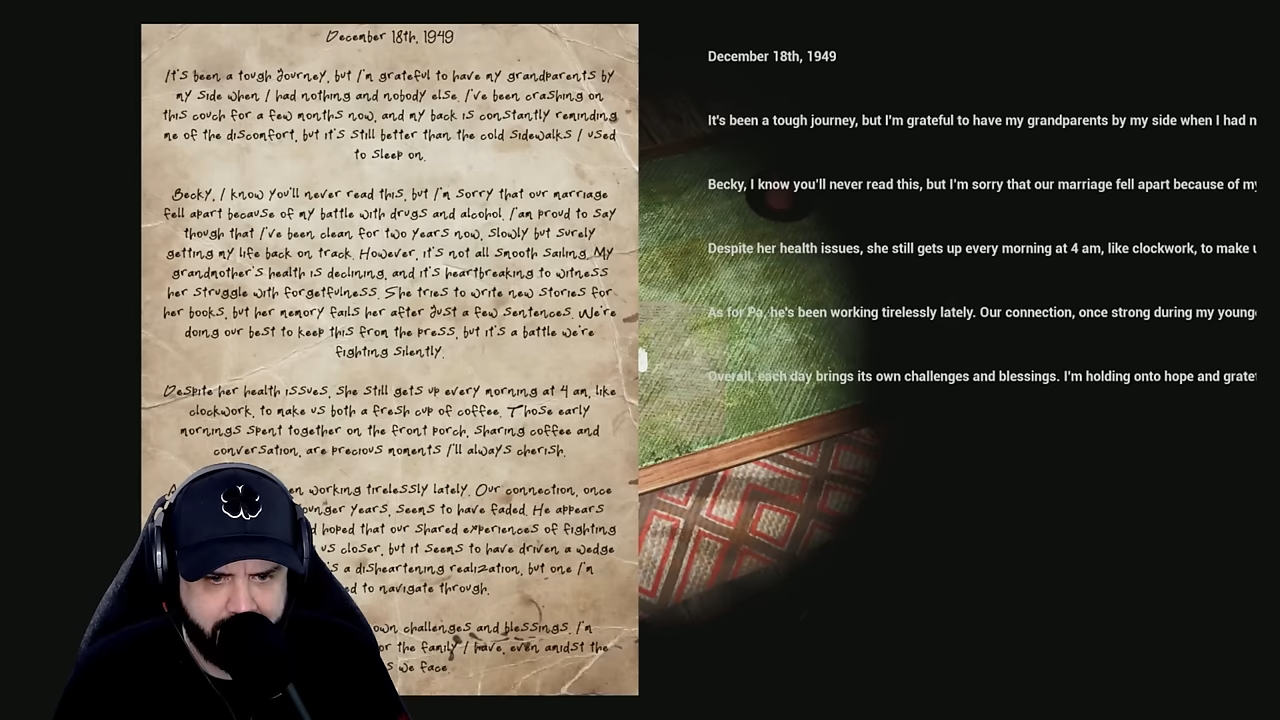 December 18th, 1949
It's been a tough journey, but I'm grateful to have my grandparents by
my side when I had nothing and nobody else. I've been crashing on
this couch for a few months now, and my back is constantly reminding
me of the discomfort, but it's still better than the cold sidewalks I used
to sleep on.
Becky, I know you'll never read this, but I'm sorry that our marriage
fell apart because of my battle with drugs and alcohol. I'am proud to say
though that I've been clean for two years now, slowly but surely
getting my life back on track. However, it's not all smooth sailing. My
grandmother's health is declining, and it's heartbreaking to witness
her struggle with forgetfulness. She tries to write new stories for
her books, but her memory fails her after just a few sentences. We're
doing our best to keep this from the press, but it's a battle we're
fighting silently.
Despite her health issues, she still gets up every morning at 4 am, like
clockwork, to make us both a fresh cup of coffee. Those early
mornings spent together on the front porch, sharing coffee and
conversation, are precious moments I'll always cherish.
en working tirelessly lately. Our connection, once
ounger years, seems to have faded. He appears
d hoped that our shared experiences of fighting
us closer, but it seems to have driven a wedge
's a disheartening realization, but one I'm
ed to navigate through.
own challenges and blessings. I'm
or the family I have, even amidst the
s we face.
December 18th, 1949
It's been a tough journey, but I'm grateful to have my grandparents by my side when I had n
Becky, I know you'll never read this, but I'm sorry that our marriage fell apart because of my
Despite her health issues, she still gets up every morning at 4 am, like clockwork, to make u
As for Pa, he's been working tirelessly lately. Our connection, once strong during my younge
Overall, each day brings its own challenges and blessings. I'm holding onto hope and gratef